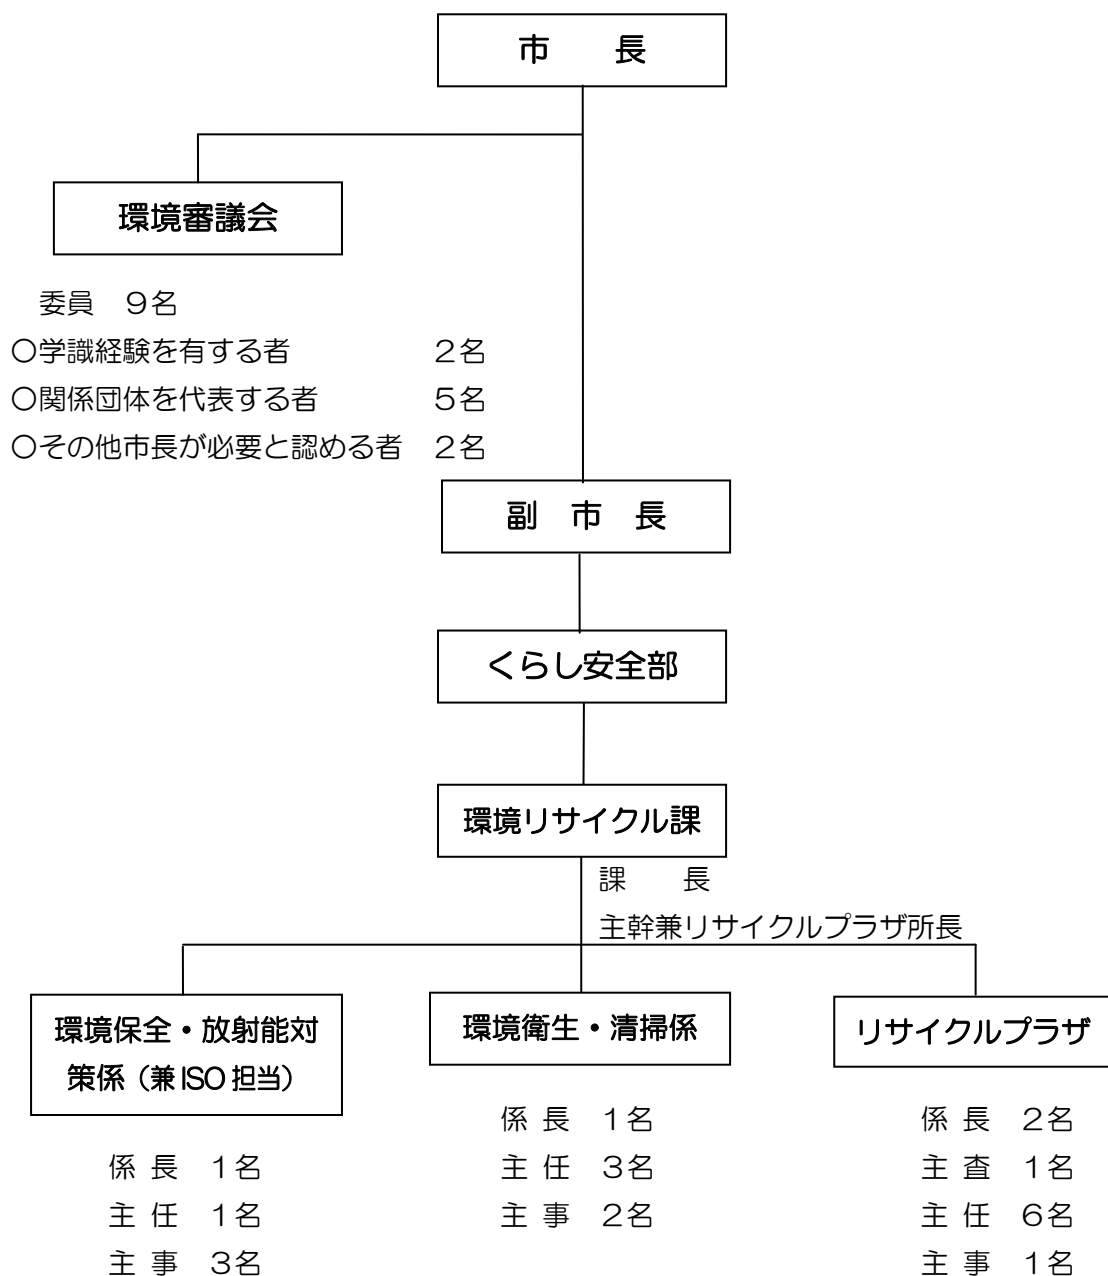 市　　長
環境審議会
委員　９名
○学識経験を有する者　２名
○関係団体を代表する者　５名
○その他市長が必要と認める者　２名
副　市　長
くらし安全部
環境リサイクル課
課　　長
主幹兼リサイクルプラザ所長
環境保全・放射能対
策係（兼ISO担当）
係 長　１名
主 任　１名
主 事　３名
環境衛生・清掃係
係 長　１名
主 任　３名
主 事　２名
リサイクルプラザ
係 長　２名
主 査　１名
主 任　６名
主 事　１名